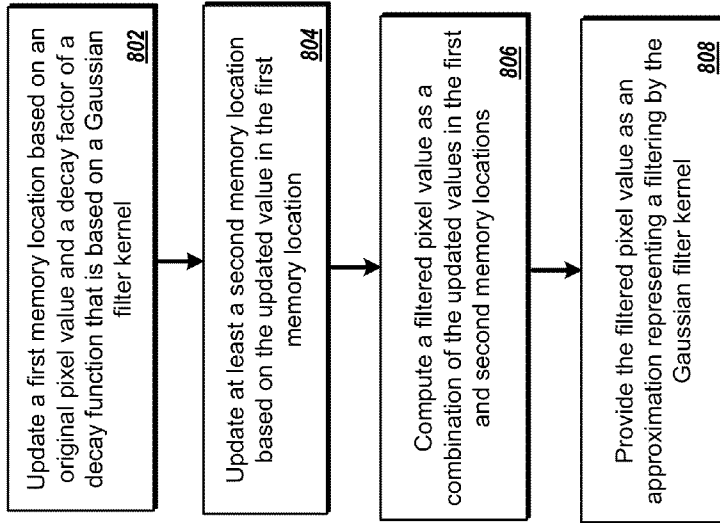 Update a first memory location based on an
original pixel value and a decay factor of a
decay function that is based on a Gaussian
filter kernel
802
Update at least a second memory location
based on the updated value in the first
memory location
804
Compute a filtered pixel value as a
combination of the updated values in the first
and second memory locations
806
Provide the filtered pixel value as an
approximation representing a filtering by the
Gaussian filter kernel
808